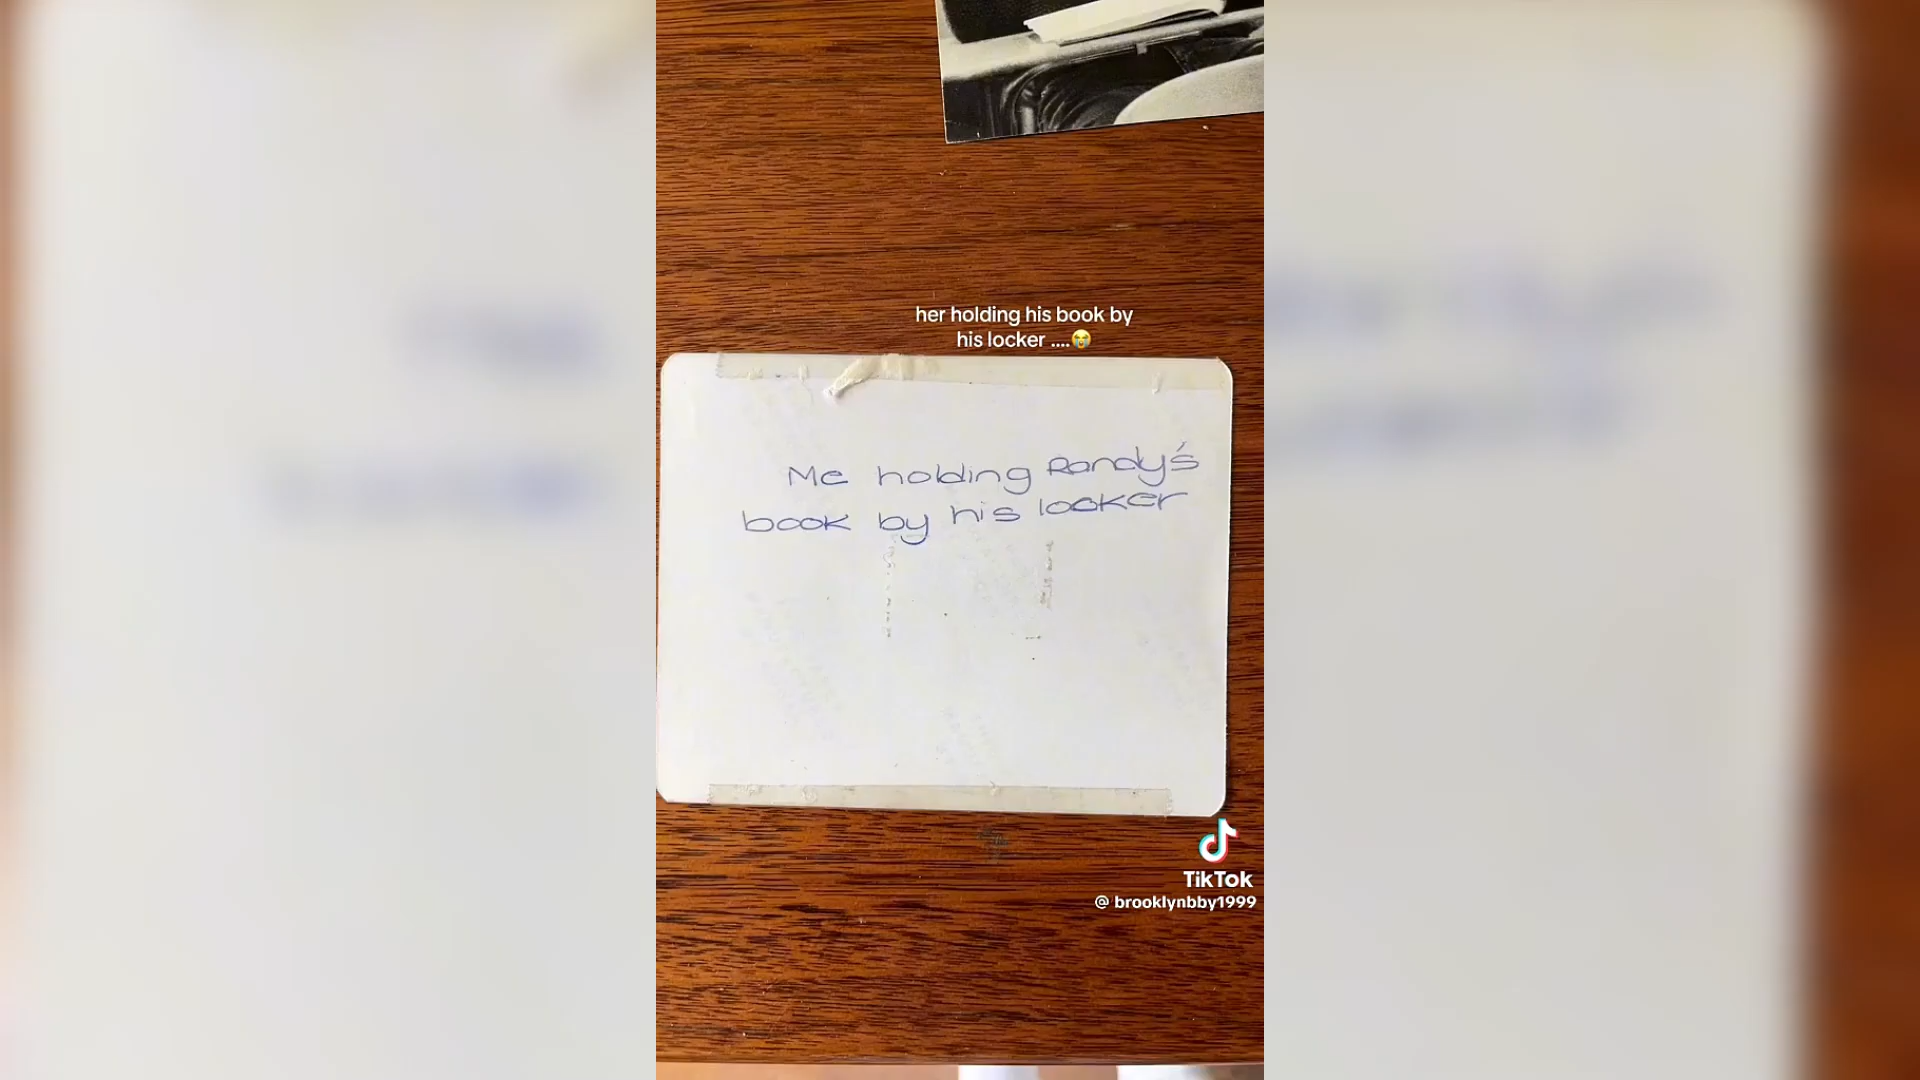 her holding his book by
his locker ....😭
Me holding Randy's
book by his locker
TikTok
@ brooklynbby1999